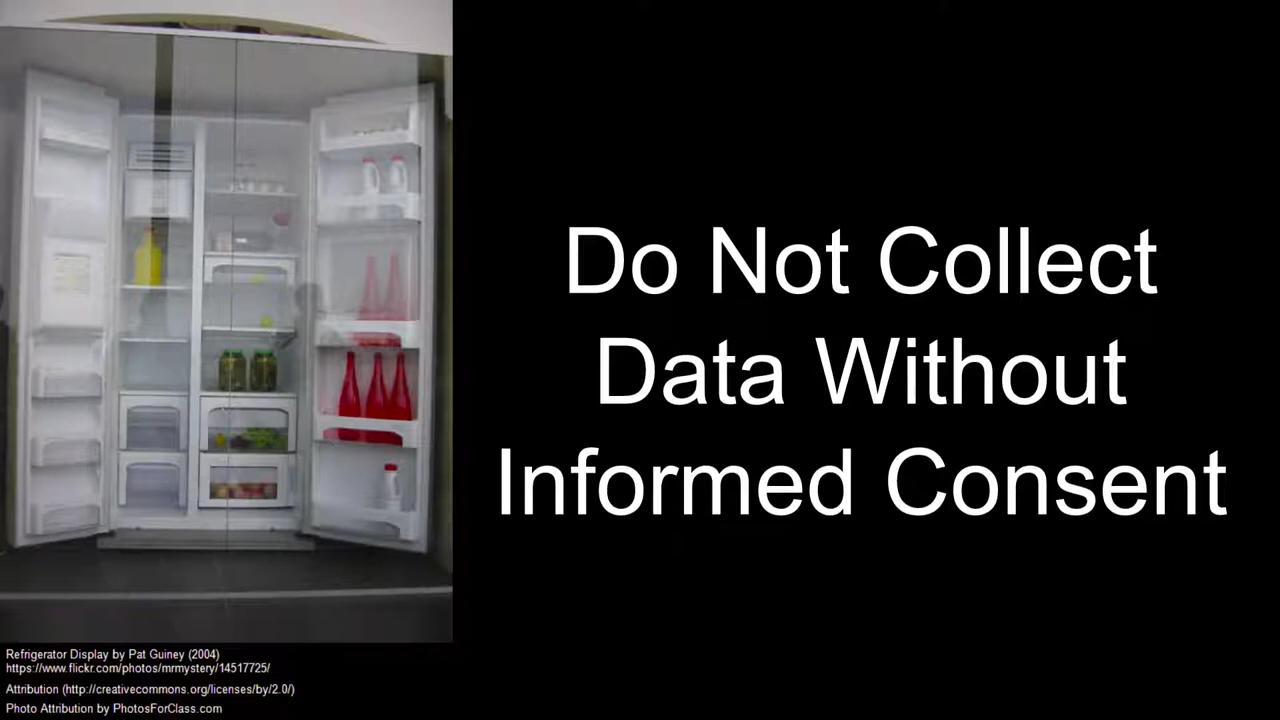 Do Not Collect
Data Without
Informed Consent
Refrigerator Display by Pat Guiney (2004)
https://www.flickr.com/photos/mrmystery/14517725/
Attribution (http://creativecommons.org/licenses/by/2.0/)
Photo Attribution by PhotosForClass.com